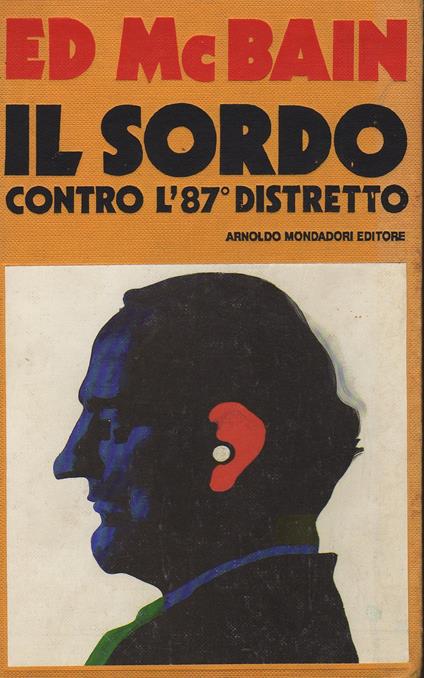 ED McBAIN
IL SORDO
CONTRO L'87° DISTRETTO
ARNOLDO MONDADORI EDITORE